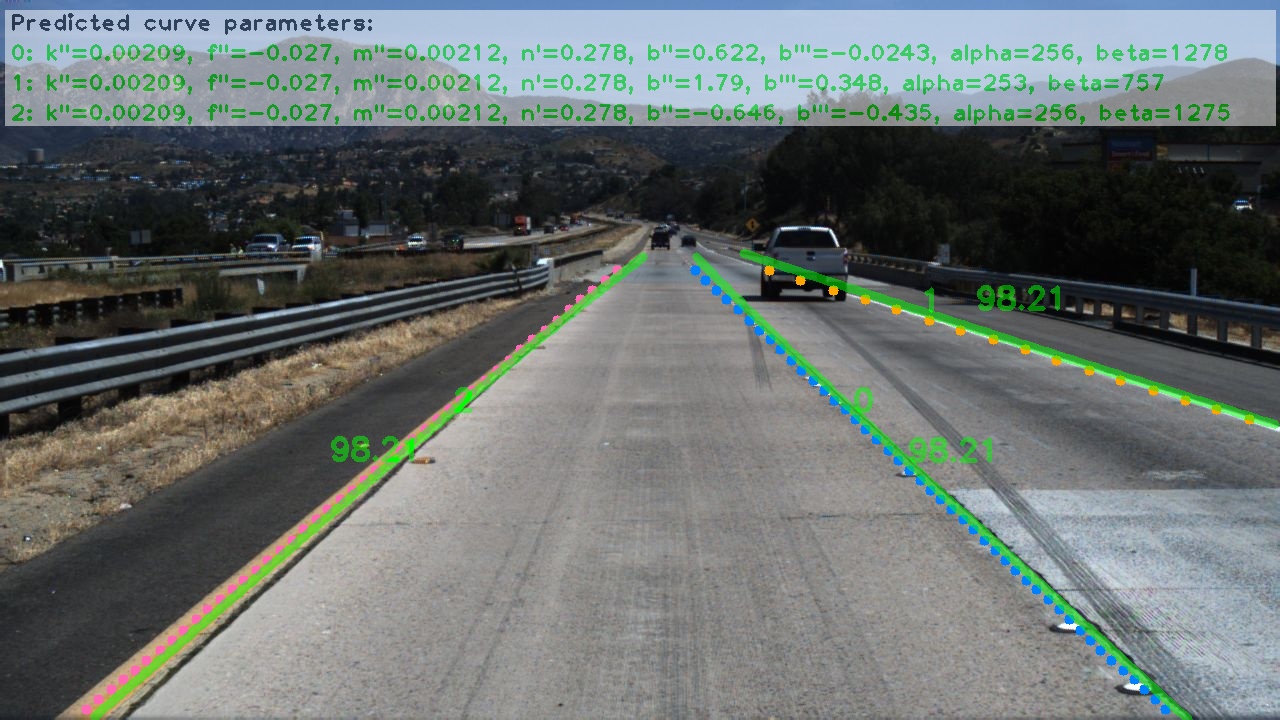 Predicted curve parameters:
0: k''=0.00209, f''=-0.027, m''=0.00212, n'=0.278, b''=0.622, b'''=-0.0243, alpha=256, beta=1278
1: k''=0.00209, f''=-0.027, m''=0.00212, n'=0.278, b''=1.79, b'''=0.348, alpha=253, beta=757
2: k''=0.00209, f''=-0.027, m''=0.00212, n'=0.278, b''=-0.646, b'''=-0.435, alpha=256, beta=1275
1
98.21
2
0
98.21
98.21